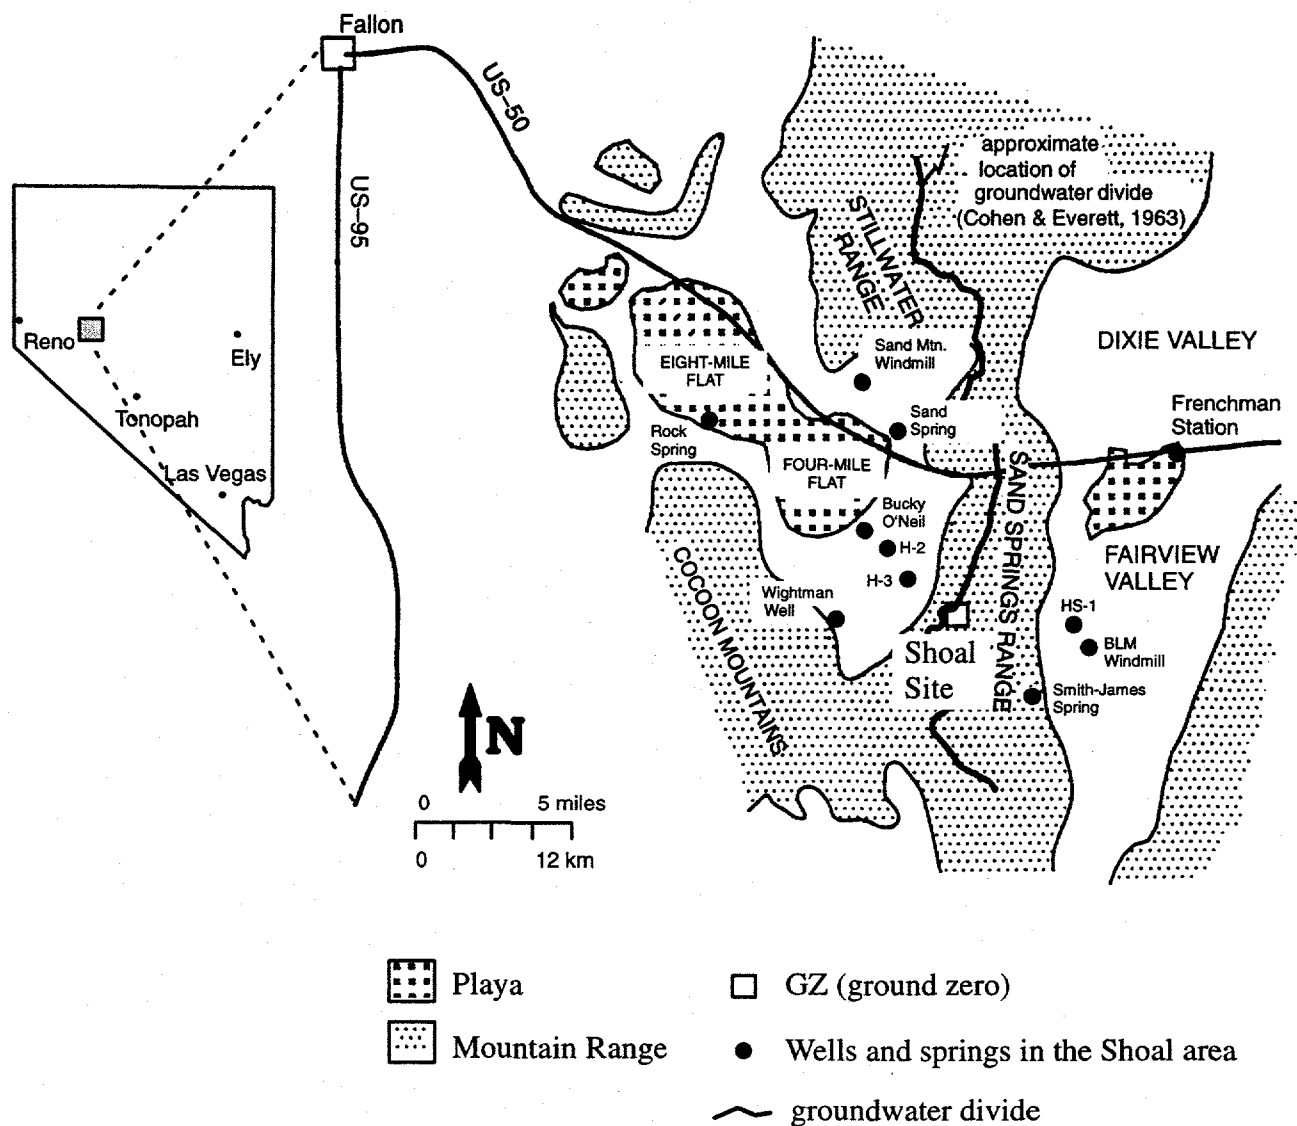 Fallon
US-50
US-95
approximate
location of
groundwater divide
(Cohen & Everett, 1963)
STILLWATER
RANGE
Reno
Ely
Tonopah
Las Vegas
EIGHT-MILE
FLAT
Sand Mtn.
Windmill
DIXIE VALLEY
Rock
Spring
Sand
Spring
Frenchman
Station
FOUR-MILE
FLAT
Bucky
O'Neil
H-2
H-3
SAND SPRINGS RANGE
FAIRVIEW
VALLEY
COCOON MOUNTAINS
Wightman
Well
HS-1
BLM
Windmill
Shoal
Site
Smith-James
Spring
N
0 5 miles
0 12 km
Playa
GZ (ground zero)
Mountain Range
Wells and springs in the Shoal area
groundwater divide